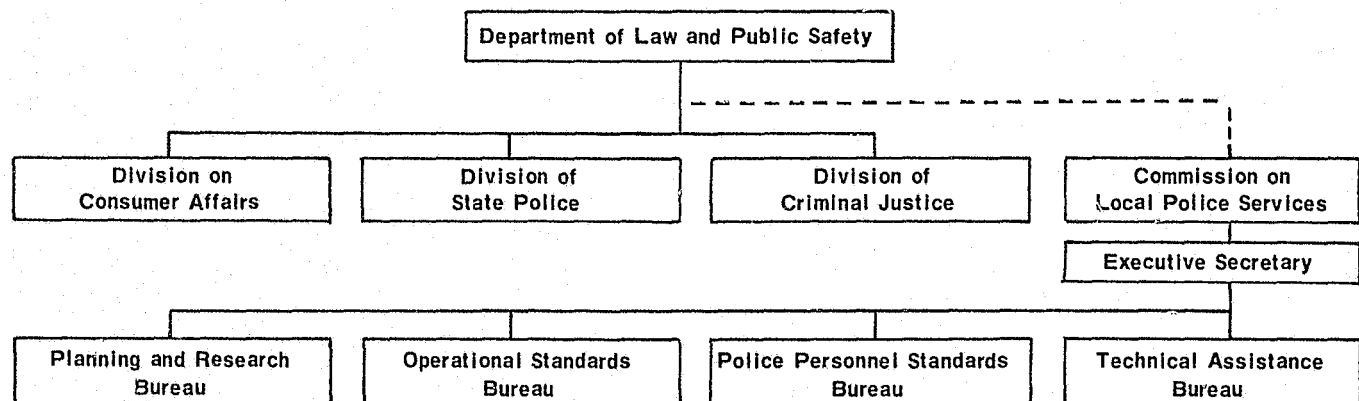 Department of Law and Public Safety
Division on
Consumer Affairs
Division of
State Police
Division of
Criminal Justice
Commission on
Local Police Services
Executive Secretary
Planning and Research
Bureau
Operational Standards
Bureau
Police Personnel Standards
Bureau
Technical Assistance
Bureau